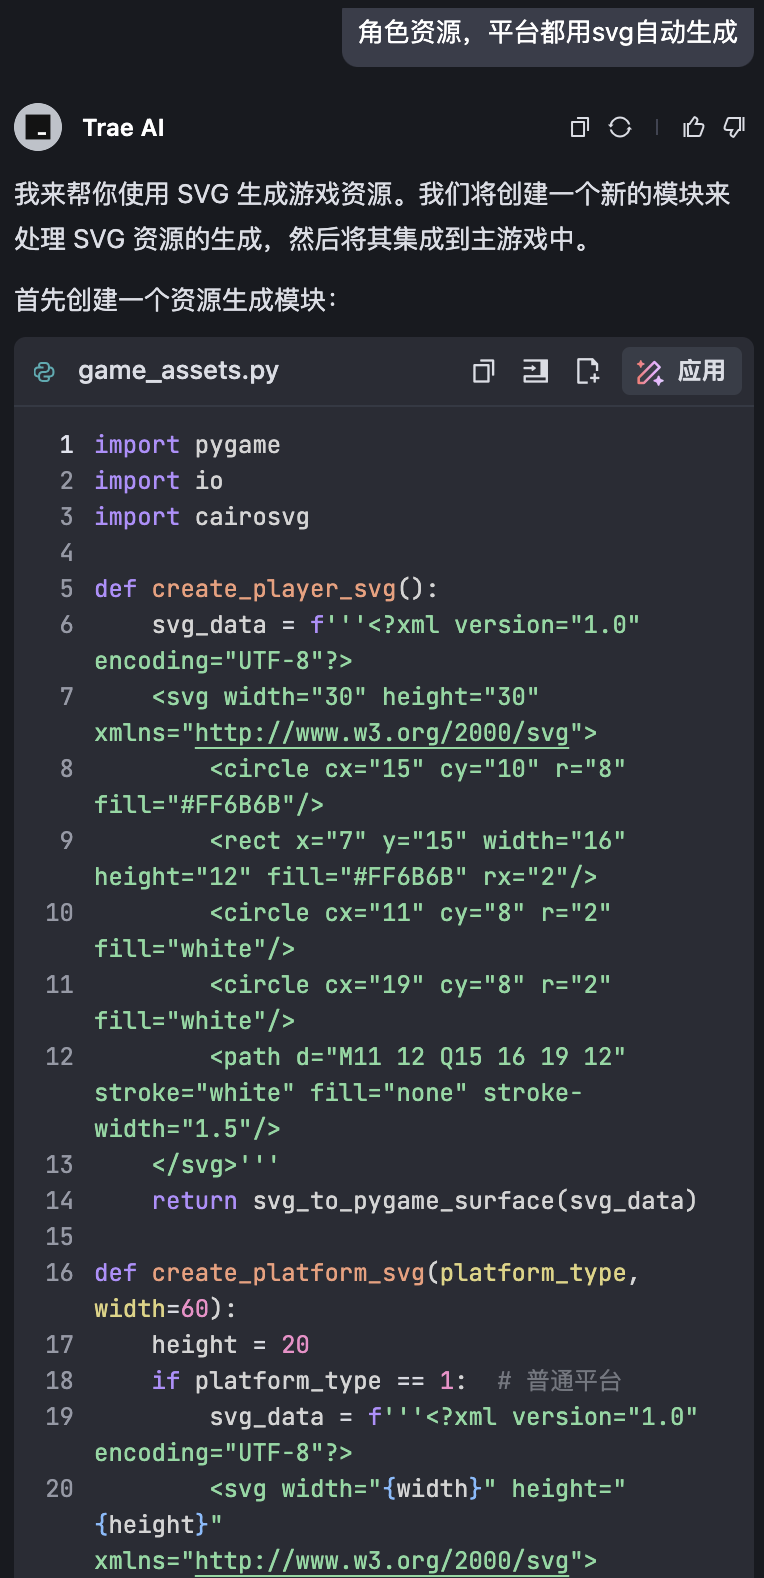 角色资源，平台都用svg自动生成
Trae AI
我来帮你使用 SVG 生成游戏资源。我们将创建一个新的模块来
处理 SVG 资源的生成，然后将其集成到主游戏中。
首先创建一个资源生成模块：
game_assets.py
应用
1 import pygame
2 import io
3 import cairosvg
4
5 def create_player_svg():
6     svg_data = f'''<?xml version="1.0"
encoding="UTF-8"?>
7     <svg width="30" height="30"
xmlns="http://www.w3.org/2000/svg">
8         <circle cx="15" cy="10" r="8"
fill="#FF6B6B"/>
9         <rect x="7" y="15" width="16"
height="12" fill="#FF6B6B" rx="2"/>
10         <circle cx="11" cy="8" r="2"
fill="white"/>
11         <circle cx="19" cy="8" r="2"
fill="white"/>
12         <path d="M11 12 Q15 16 19 12"
stroke="white" fill="none" stroke-
width="1.5"/>
13     </svg>'''
14     return svg_to_pygame_surface(svg_data)
15
16 def create_platform_svg(platform_type,
width=60):
17     height = 20
18     if platform_type == 1:  # 普通平台
19         svg_data = f'''<?xml version="1.0"
encoding="UTF-8"?>
20         <svg width="{width}" height="
{height}"
xmlns="http://www.w3.org/2000/svg">